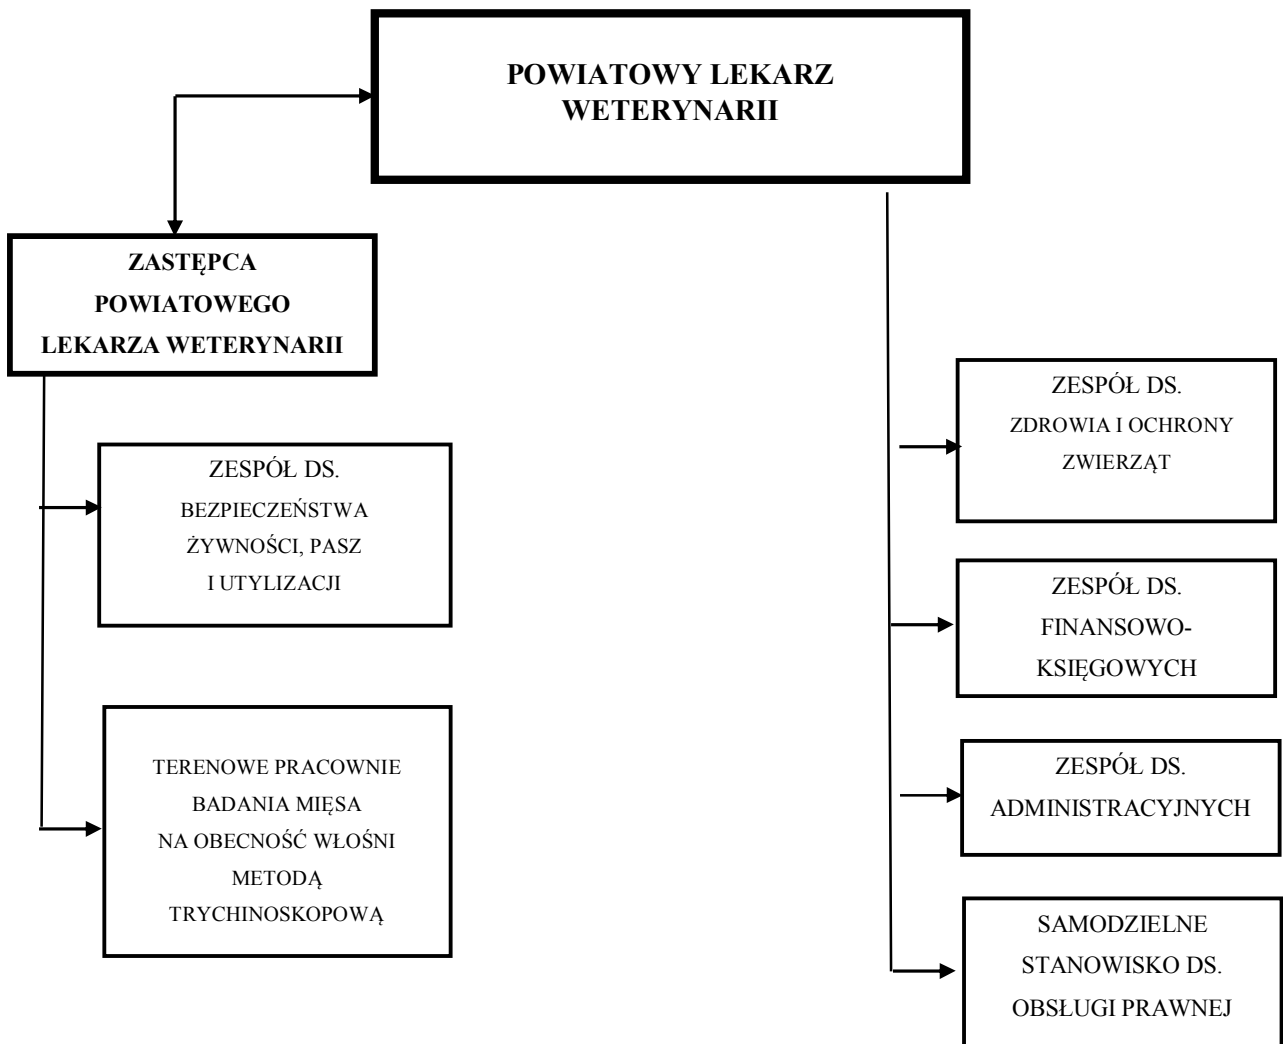 POWIATOWY LEKARZ
WETERYNARII
ZASTĘPCA
POWIATOWEGO
LEKARZA WETERYNARII
ZESPÓŁ DS.
BEZPIECZEŃSTWA
ŻYWNOŚCI, PASZ
I UTYLIZACJI
TERENOWE PRACOWNIE
BADANIA MIĘSA
NA OBECNOŚĆ WŁOŚNI
METODĄ
TRYCHINOSKOPOWĄ
ZESPÓŁ DS.
ZDROWIA I OCHRONY
ZWIERZĄT
ZESPÓŁ DS.
FINANSOWO-
KSIĘGOWYCH
ZESPÓŁ DS.
ADMINISTRACYJNYCH
SAMODZIELNE
STANOWISKO DS.
OBSŁUGI PRAWNEJ